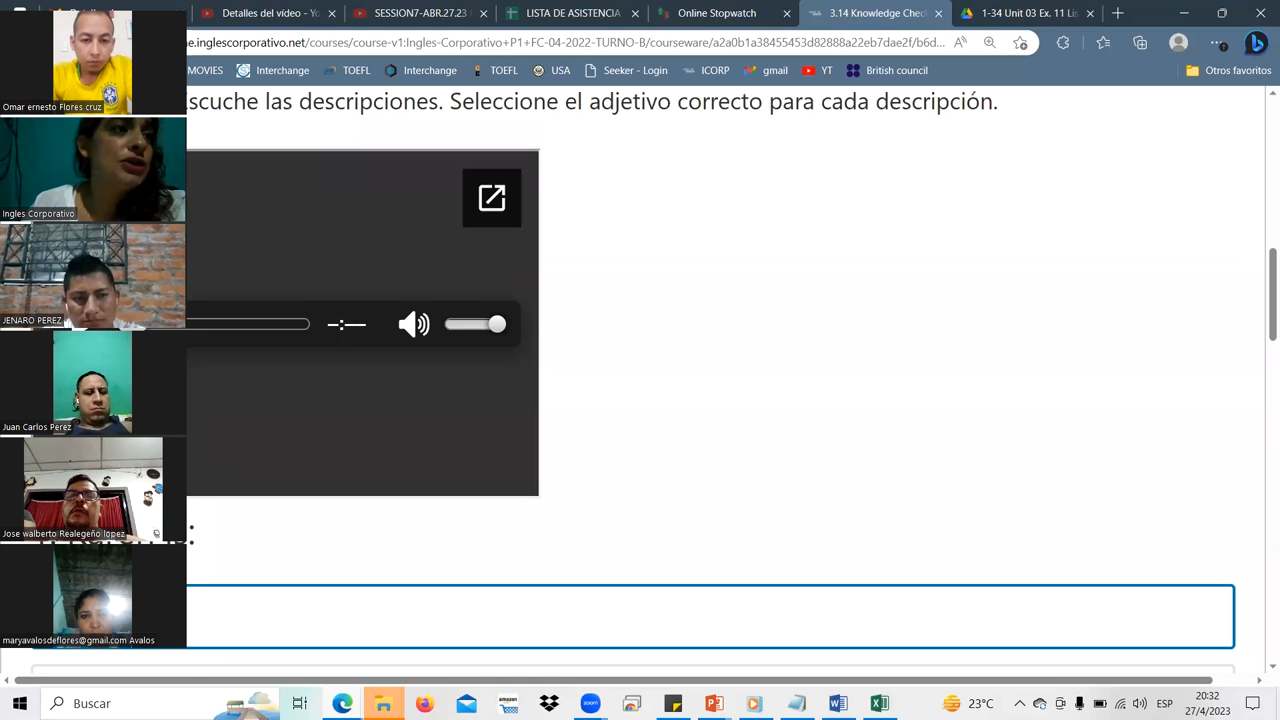 Detalles del vídeo - Yo
SESSION7-ABR.27.23
LISTA DE ASISTENCIA
Online Stopwatch
3.14 Knowledge Chec
1-34 Unit 03 Ex. 11 Lis
e.inglescorporativo.net/courses/course-v1:Ingles-Corporativo+P1+FC-04-2022-TURNO-B/courseware/a2a0b1a38455453d82888a22eb7dae2f/b6d...
MOVIES
Interchange
TOEFL
Interchange
TOEFL
USA
Seeker - Login
ICORP
gmail
YT
British council
Otros favoritos
scuche las descripciones. Seleccione el adjetivo correcto para cada descripción.
Omar ernesto Flores cruz
Ingles Corporativo
JENARO PEREZ
-:--
Juan Carlos Perez
Jose walberto Realegeño lopez
maryavalosdeflores@gmail.com Avalos
Buscar
amazon
zoom
23°C
ESP
20:32
27/4/2023